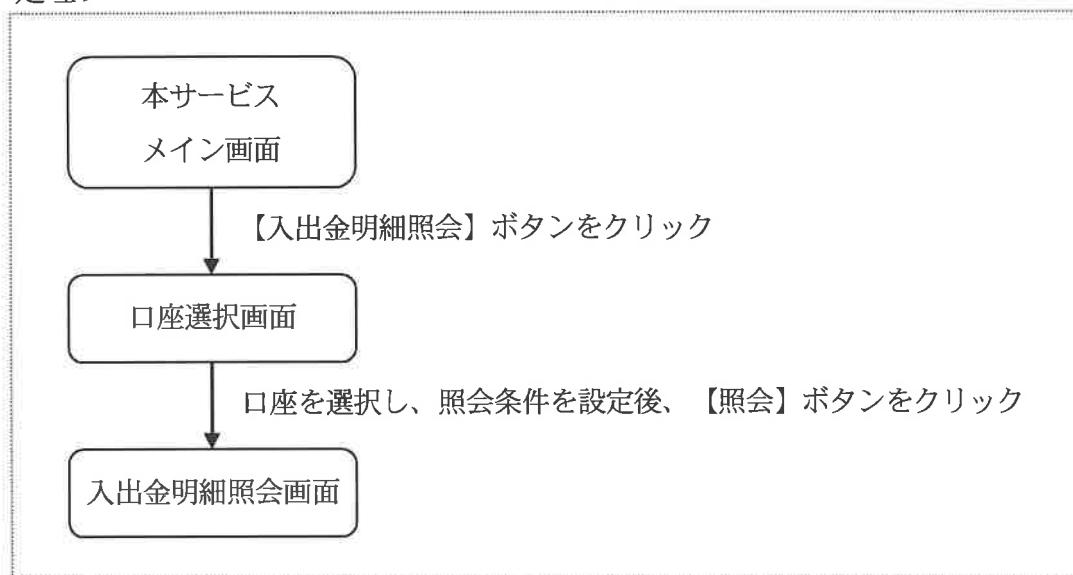 本サービス
メイン画面
【入出金明細照会】ボタンをクリック
口座選択画面
口座を選択し、照会条件を設定後、【照会】ボタンをクリック
入出金明細照会画面